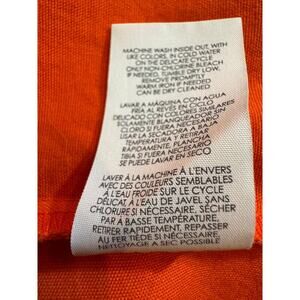 MACHINE WASH INSIDE OUT, WITH
LIKE COLORS, IN COLD WATER
ON THE DELICATE CYCLE
ONLY NON-CHLORINE BLEACH
IF NEEDED, TUMBLE DRY LOW,
REMOVE PROMPTLY
WARM IRON IF NEEDED
CAN BE DRY CLEANED
LAVAR A MÁQUINA CON AGUA
FRÍA AL REVÉS EN CICLO
DELICADO CON COLORES SIMILARES
SOLAMENTE BLANQUEADOR SIN
CLORO SI FUERA NECESARIO
USAR LA SECADORA A BAJA
TEMPERATURA Y RETIRAR
RÁPIDAMENTE, PLANCHA
TIBIA SI FUERA NECESARIO
SE PUEDE LAVAR EN SECO
LAVER À LA MACHINE À L'ENVERS
AVEC DES COULEURS SEMBLABLES
À L'EAU FROIDE SUR LE CYCLE
DÉLICAT, À L'EAU DE JAVEL SANS
CHLORURE SI NÉCESSAIRE, SÉCHER
PAR À BASSE TEMPÉRATURE,
RETIRER RAPIDEMENT, REPASSAGE
AU FER TIÈDE SI NÉCESSAIRE
NETTOYAGE A SEC POSSIBLE